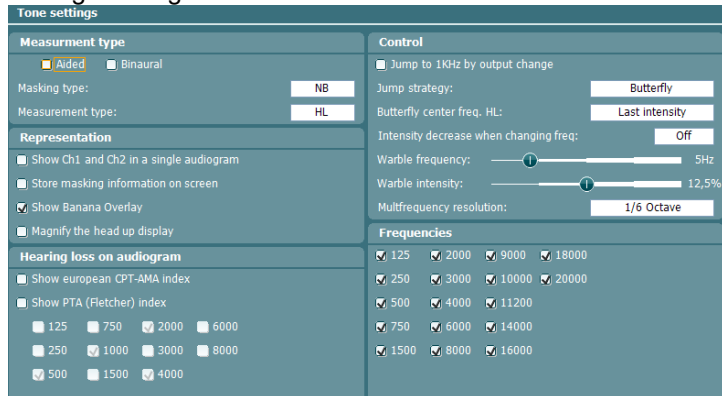 Tone settings
Measurment type
Aided Binaural
Masking type: NB
Measurement type: HL
Representation
Show Ch1 and Ch2 in a single audiogram
Store masking information on screen
Show Banana Overlay
Magnify the head up display
Hearing loss on audiogram
Show european CPT-AMA index
Show PTA (Fletcher) index
125 750 2000 6000
250 1000 3000 8000
500 1500 4000
Control
Jump to 1KHz by output change
Jump strategy: Butterfly
Butterfly center freq. HL: Last intensity
Intensity decrease when changing freq: Off
Warble frequency: 5Hz
Warble intensity: 12,5%
Multfrequency resolution: 1/6 Octave
Frequencies
125 2000 9000 18000
250 3000 10000 20000
500 4000 11200
750 6000 14000
1500 8000 16000